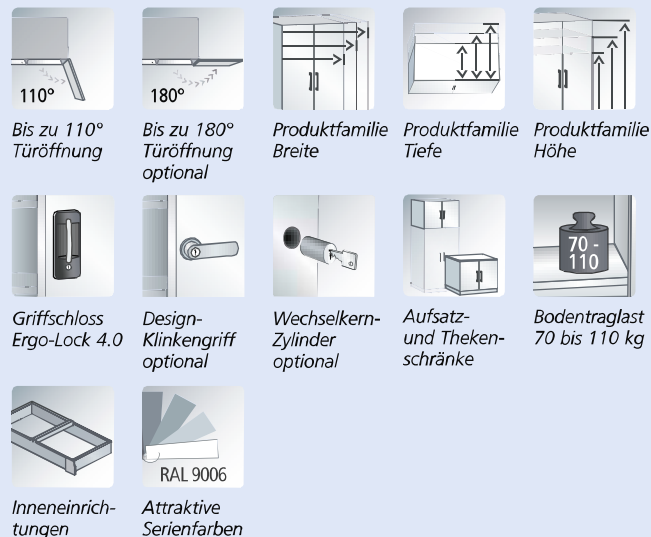 110°
Bis zu 110°
Türöffnung
180°
Bis zu 180°
Türöffnung
optional
Produktfamilie
Breite
Produktfamilie
Tiefe
Produktfamilie
Höhe
Griffschloss
Ergo-Lock 4.0
Design-
Klinkengriff
optional
Wechselkern-
Zylinder
optional
Aufsatz-
und Theken-
schränke
70 -
110
Bodentraglast
70 bis 110 kg
Inneneinrich-
tungen
RAL 9006
Attraktive
Serienfarben